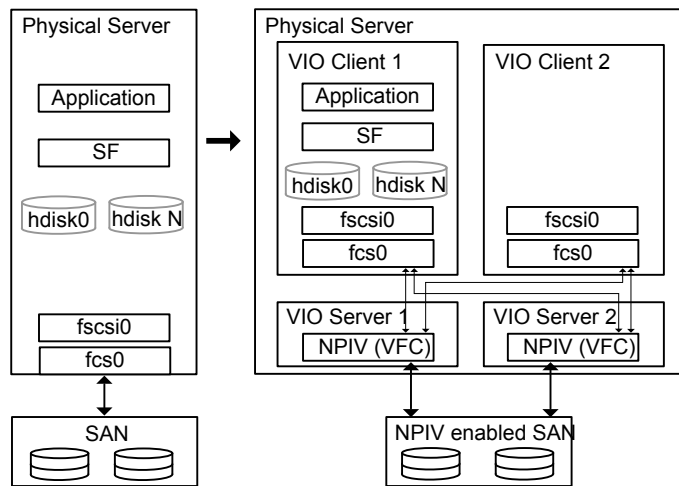 Physical Server
Application
SF
hdisk0
hdisk N
fscsi0
fcs0
SAN
Physical Server
VIO Client 1
Application
SF
hdisk0
hdisk N
fscsi0
fcs0
VIO Client 2
fscsi0
fcs0
VIO Server 1
NPIV (VFC)
VIO Server 2
NPIV (VFC)
NPIV enabled SAN